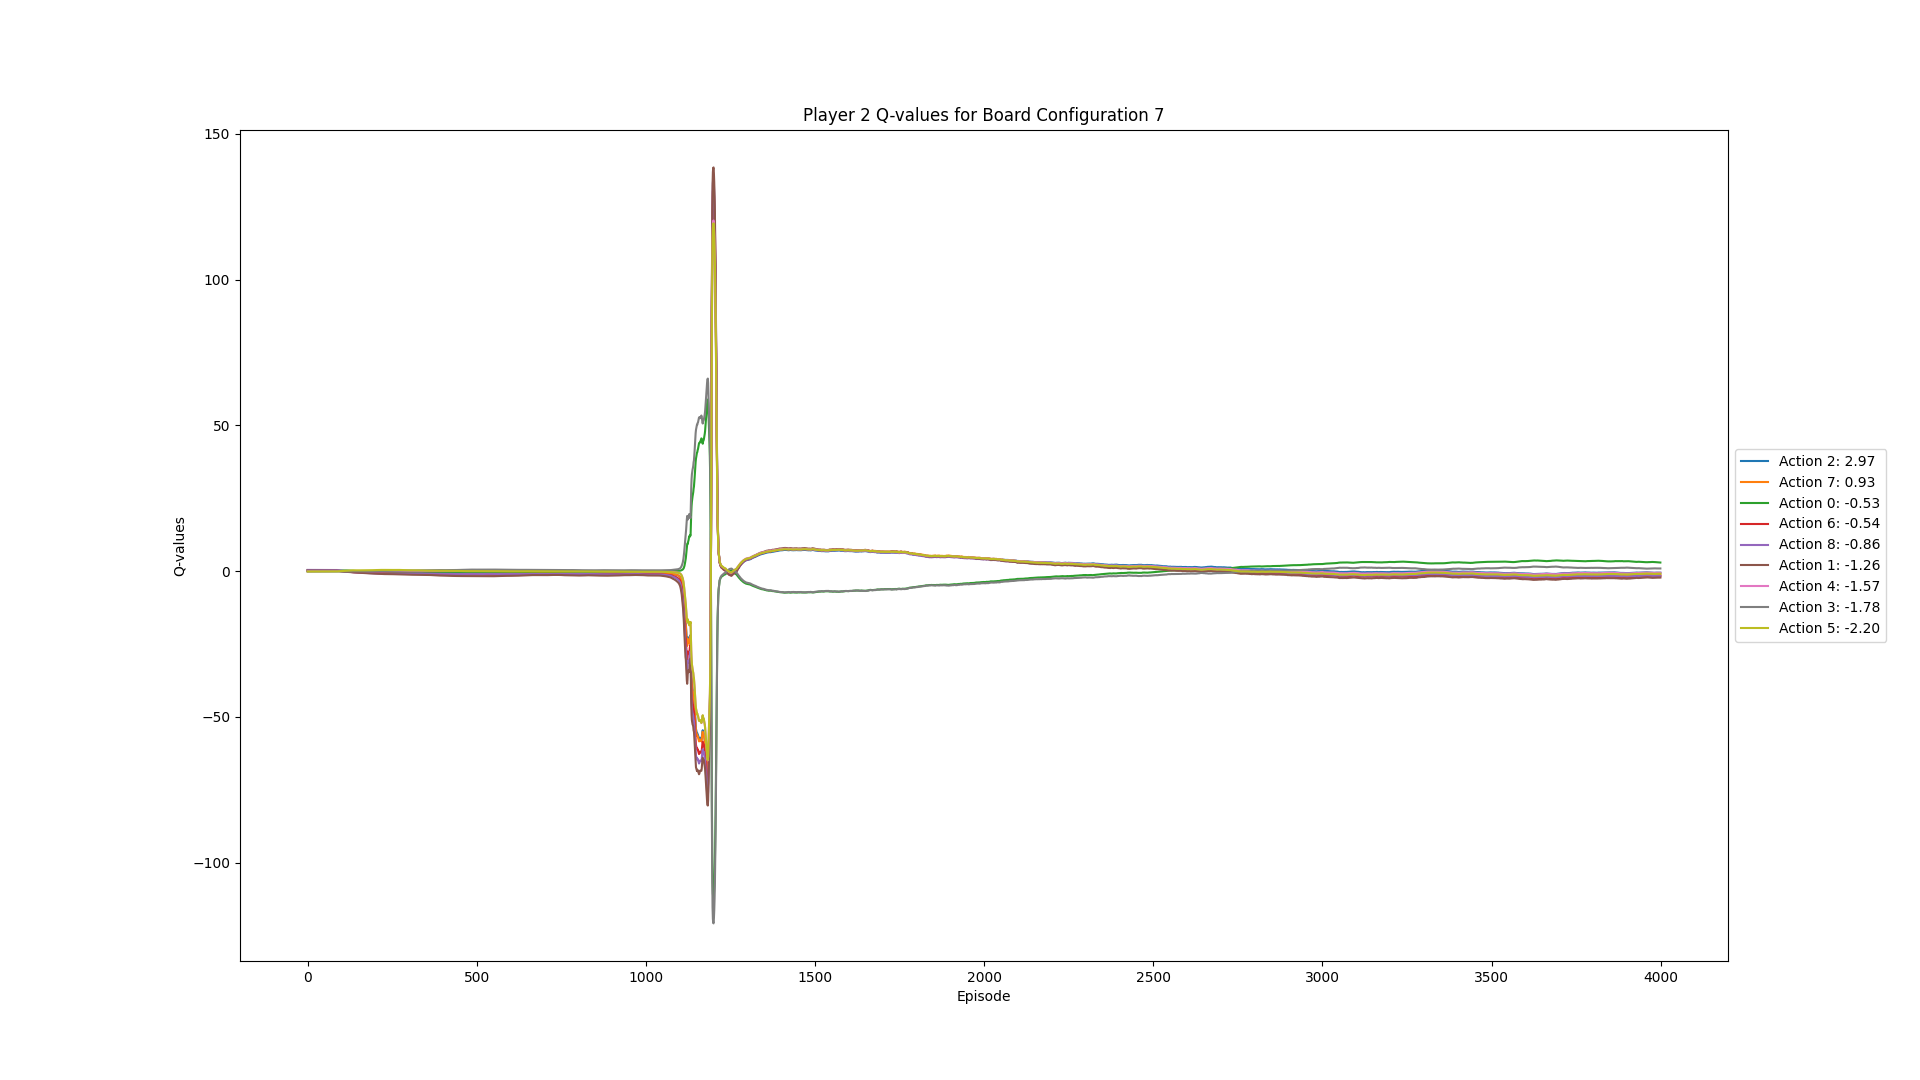 Player 2 Q-values for Board Configuration 7
150
100
50
0
−50
−100
Q-values
0
500
1000
1500
2000
2500
3000
3500
4000
Episode
Action 2: 2.97
Action 7: 0.93
Action 0: -0.53
Action 6: -0.54
Action 8: -0.86
Action 1: -1.26
Action 4: -1.57
Action 3: -1.78
Action 5: -2.20